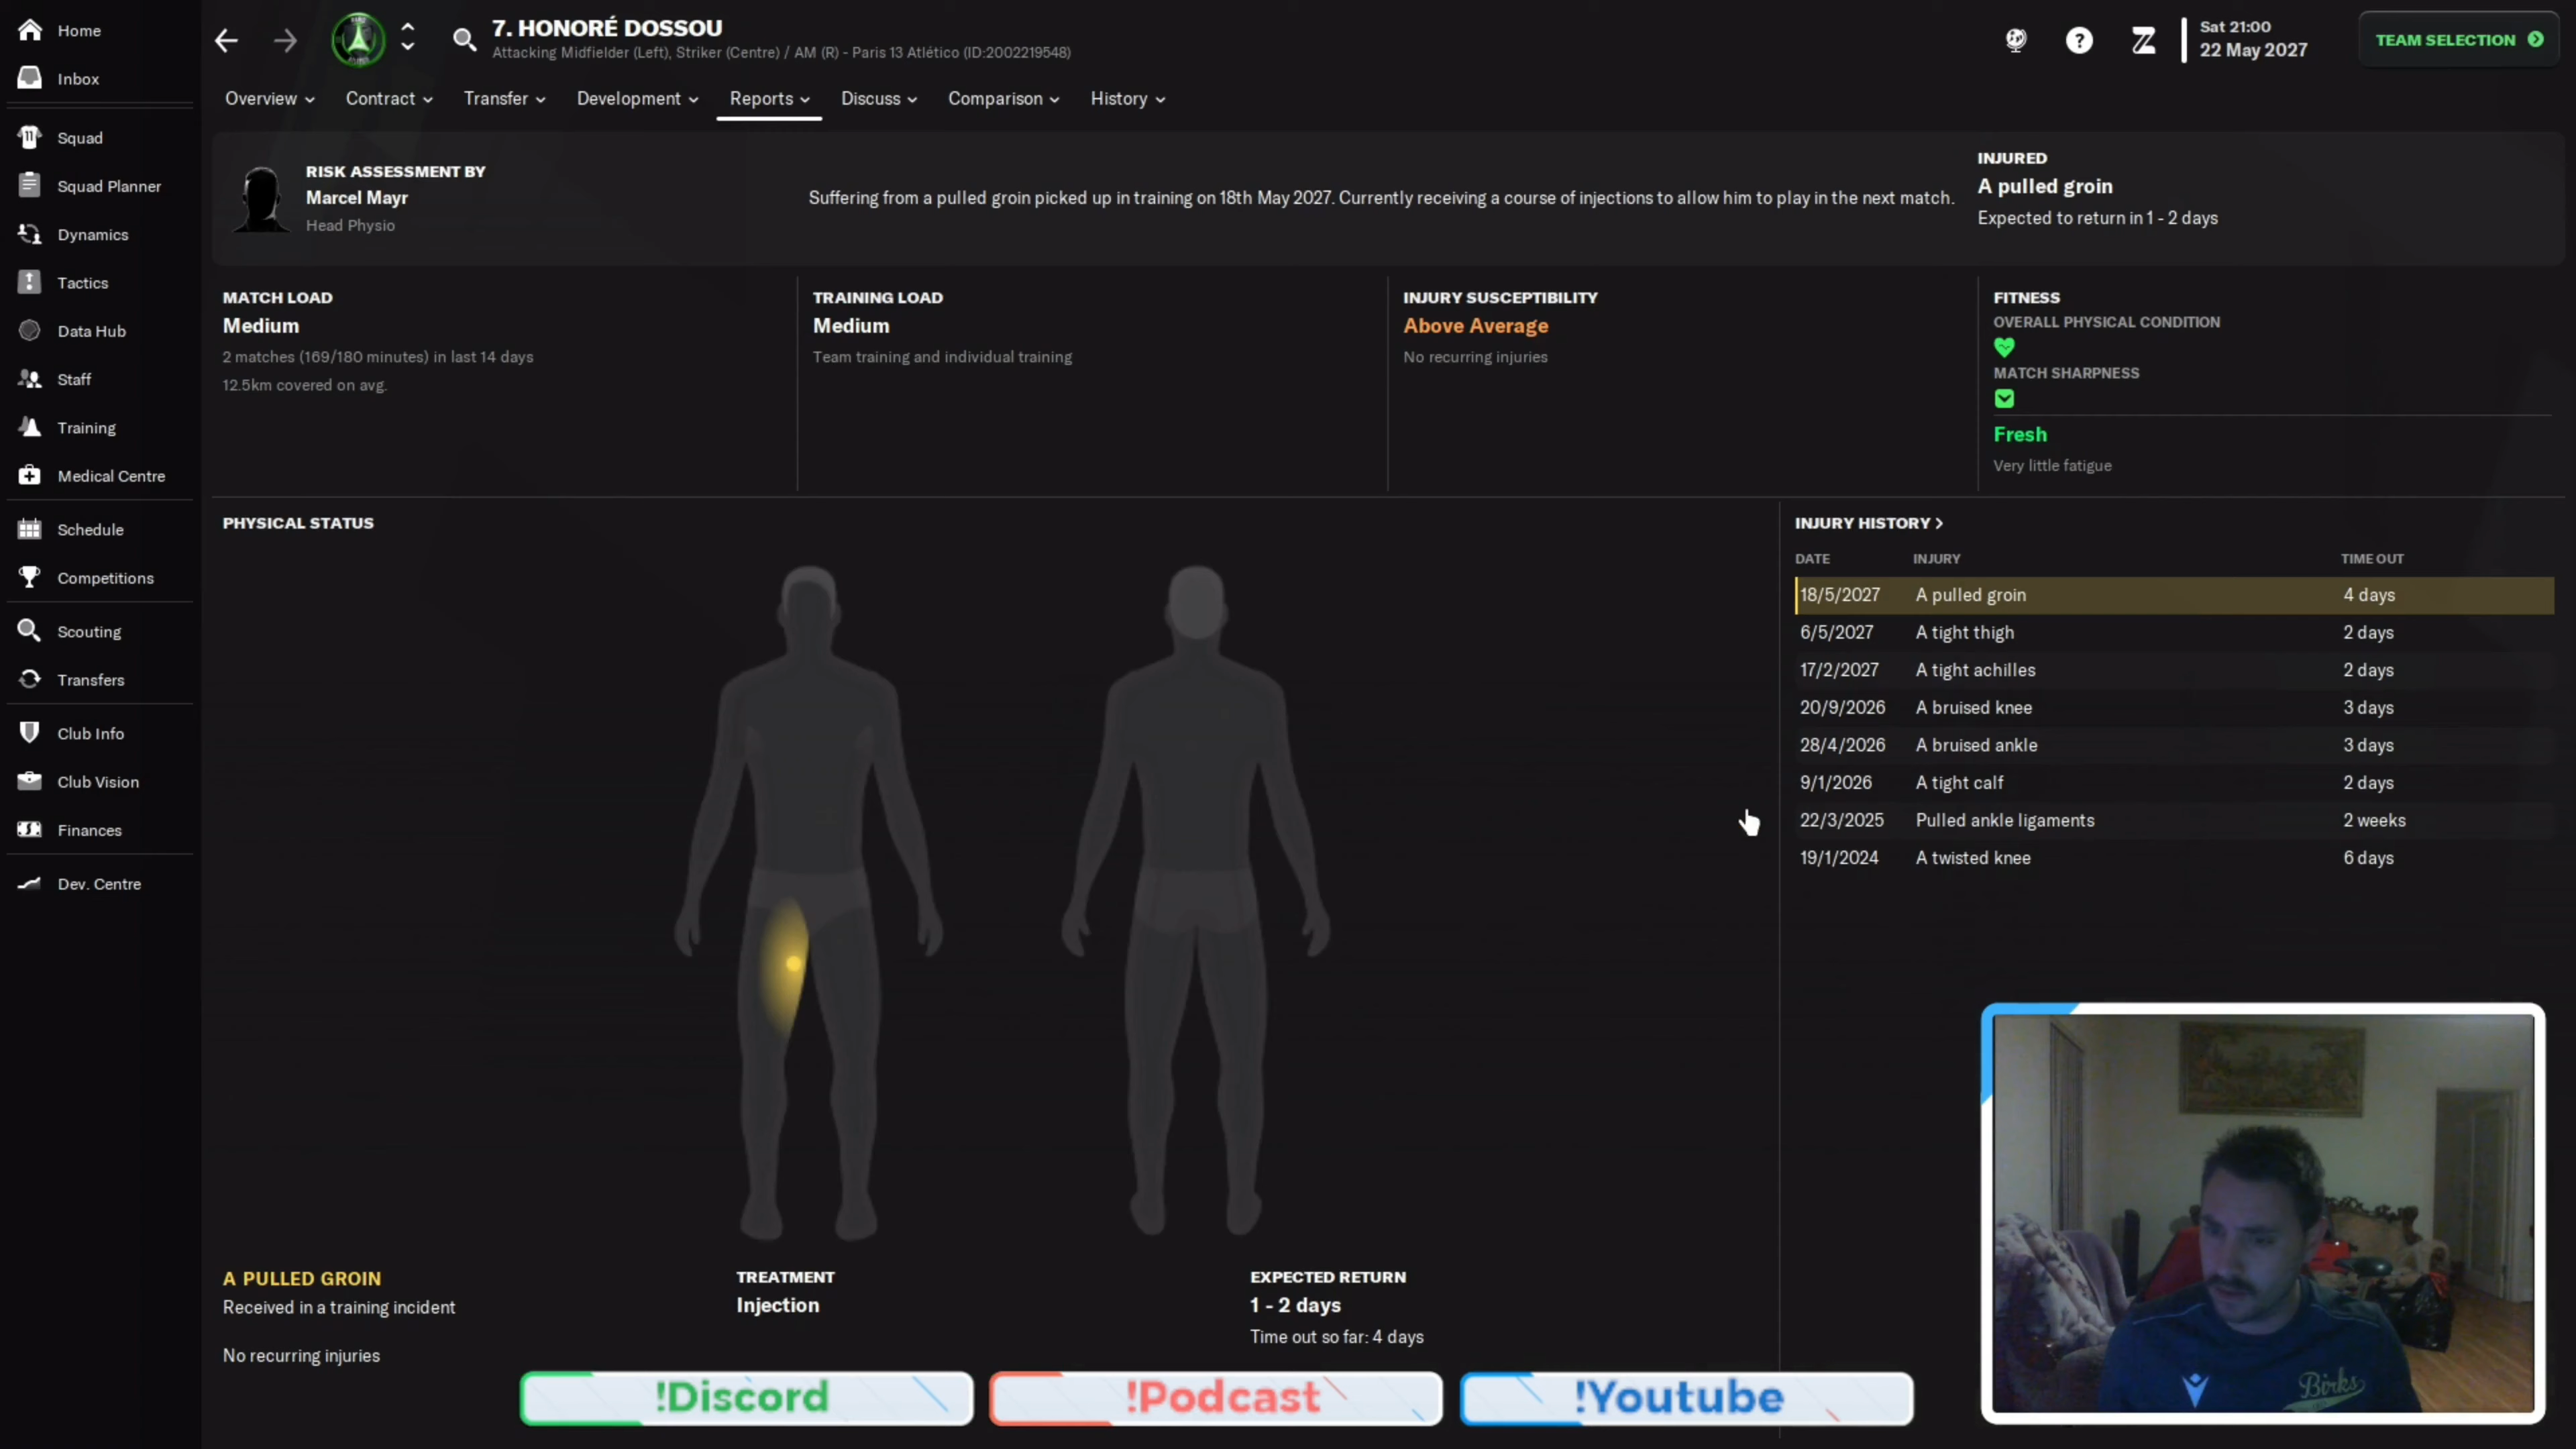 Home
Inbox
Squad
Squad Planner
Dynamics
Tactics
Data Hub
Staff
Training
Medical Centre
Schedule
Competitions
Scouting
Transfers
Club Info
Club Vision
Finances
Dev. Centre
7. HONORÉ DOSSOU
Attacking Midfielder (Left), Striker (Centre) / AM (R) - Paris 13 Atlético (ID:2002219548)
Sat 21:00
22 May 2027
TEAM SELECTION
Overview Contract Transfer Development Reports Discuss Comparison History
RISK ASSESSMENT BY
Marcel Mayr
Head Physio
Suffering from a pulled groin picked up in training on 18th May 2027. Currently receiving a course of injections to allow him to play in the next match.
INJURED
A pulled groin
Expected to return in 1 - 2 days
MATCH LOAD
Medium
2 matches (169/180 minutes) in last 14 days
12.5km covered on avg.
TRAINING LOAD
Medium
Team training and individual training
INJURY SUSCEPTIBILITY
Above Average
No recurring injuries
FITNESS
OVERALL PHYSICAL CONDITION
MATCH SHARPNESS
Fresh
Very little fatigue
PHYSICAL STATUS
INJURY HISTORY >
DATE INJURY TIME OUT
18/5/2027 A pulled groin 4 days
6/5/2027 A tight thigh 2 days
17/2/2027 A tight achilles 2 days
20/9/2026 A bruised knee 3 days
28/4/2026 A bruised ankle 3 days
9/1/2026 A tight calf 2 days
22/3/2025 Pulled ankle ligaments 2 weeks
19/1/2024 A twisted knee 6 days
A PULLED GROIN
Received in a training incident
No recurring injuries
TREATMENT
Injection
EXPECTED RETURN
1 - 2 days
Time out so far: 4 days
!Discord
!Podcast
!Youtube
Birks